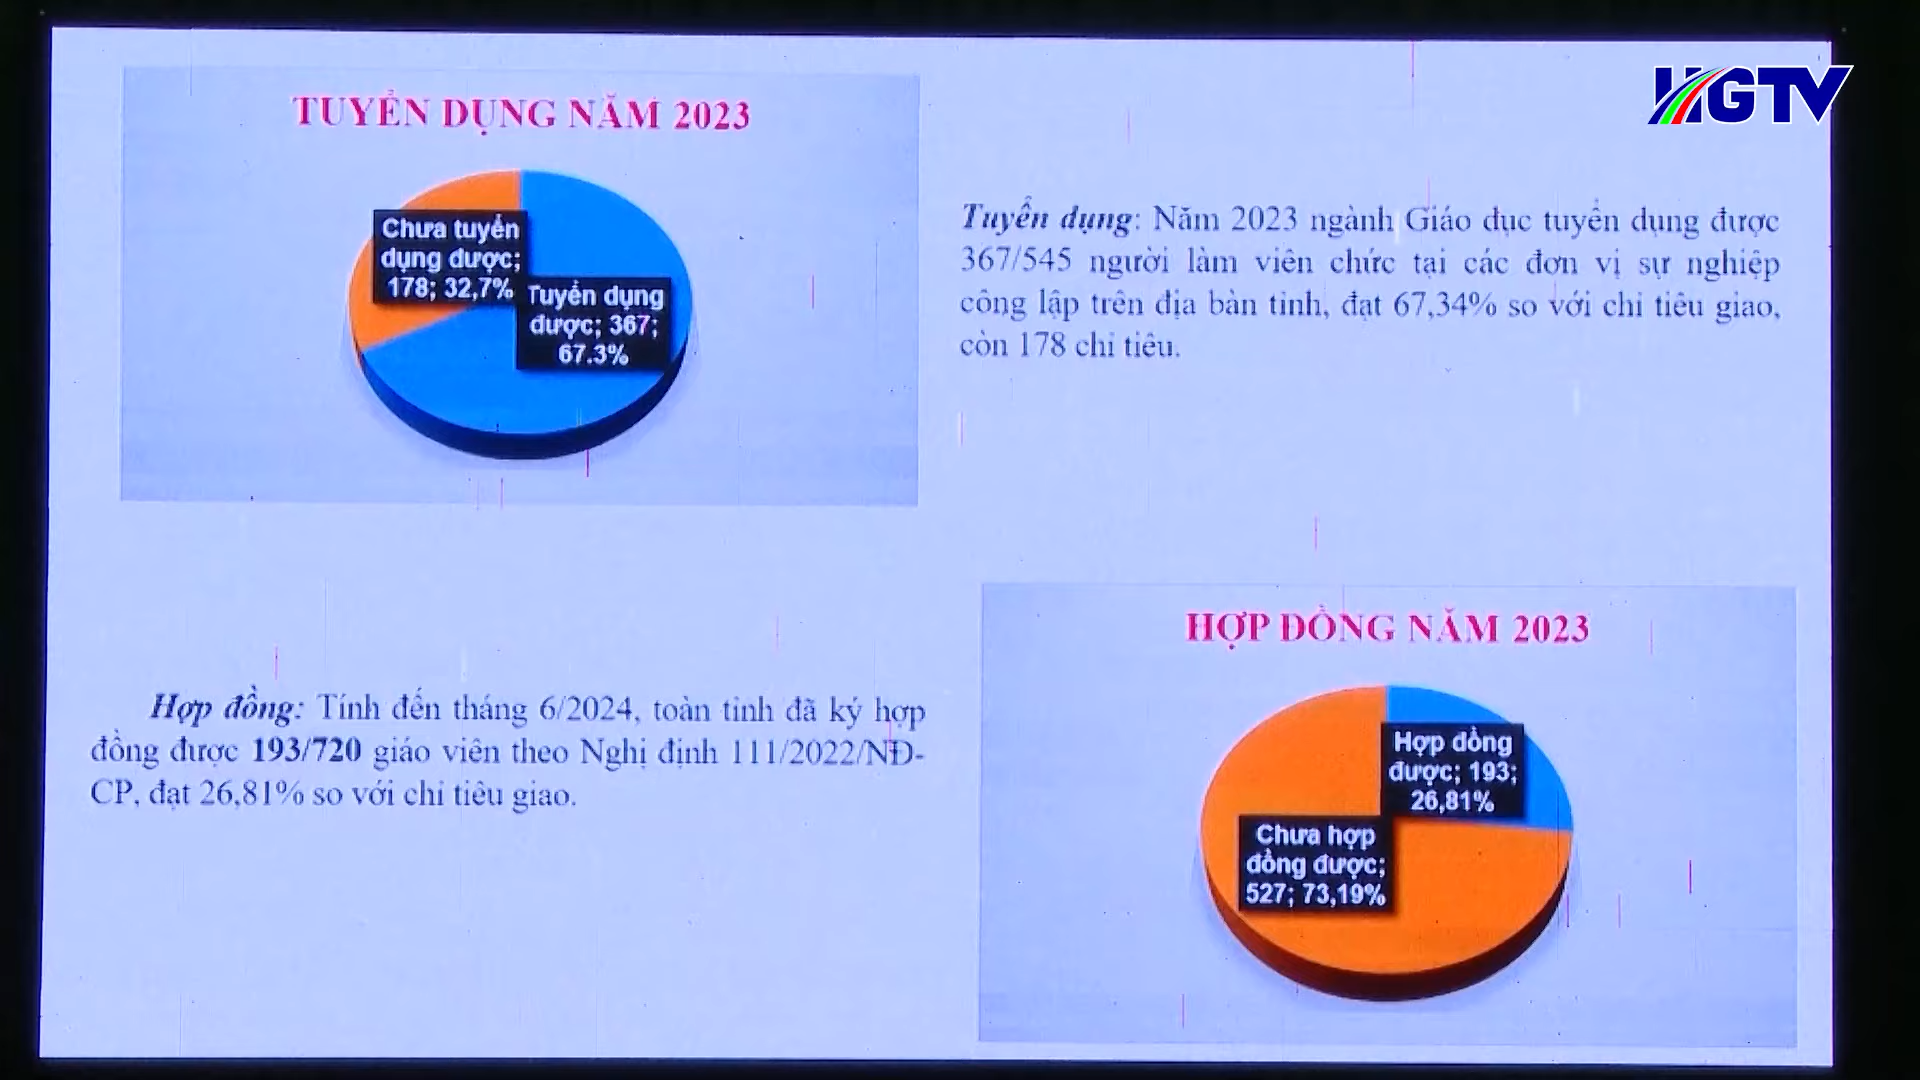 HGTV
TUYỂN DỤNG NĂM 2023
Chưa tuyển
dụng được;
178; 32,7%
Tuyển dụng
được; 367;
67.3%
Tuyển dụng: Năm 2023 ngành Giáo dục tuyển dụng được
367/545 người làm viên chức tại các đơn vị sự nghiệp
công lập trên địa bàn tỉnh, đạt 67,34% so với chỉ tiêu giao,
còn 178 chỉ tiêu.
Hợp đồng: Tính đến tháng 6/2024, toàn tỉnh đã ký hợp
đồng được 193/720 giáo viên theo Nghị định 111/2022/NĐ-
CP, đạt 26,81% so với chỉ tiêu giao.
HỢP ĐỒNG NĂM 2023
Hợp đồng
được; 193;
26,81%
Chưa hợp
đồng được;
527; 73,19%